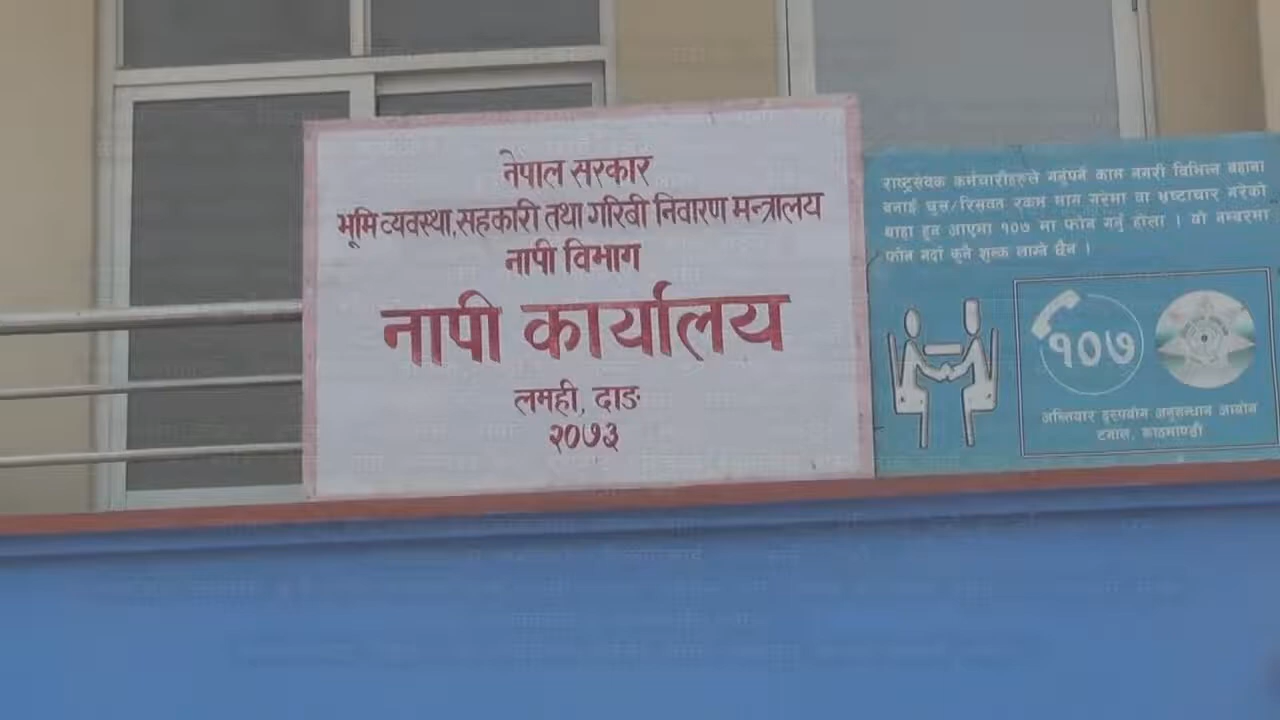 नेपाल सरकार
भूमि व्यवस्था,सहकारी तथा गरिबी निवारण मन्त्रालय
नापी विभाग
नापी कार्यालय
लमही, दाङ
२०७३
राष्ट्रसेवक कर्मचारीहरुले गर्नुपर्ने काम नगरी विभिन्न बहाना
बनाई घुस/रिसवत रकम माग गरेमा वा भ्रष्टाचार गरेको
थाहा हुन आएमा १०७ मा फोन गर्नु होला । यो नम्बरमा
फोन गर्दा कुनै शुल्क लाग्ने छैन ।
१०७
अख्तियार दुरुपयोग अनुसन्धान आयोग
टंगाल, काठमाण्डौ